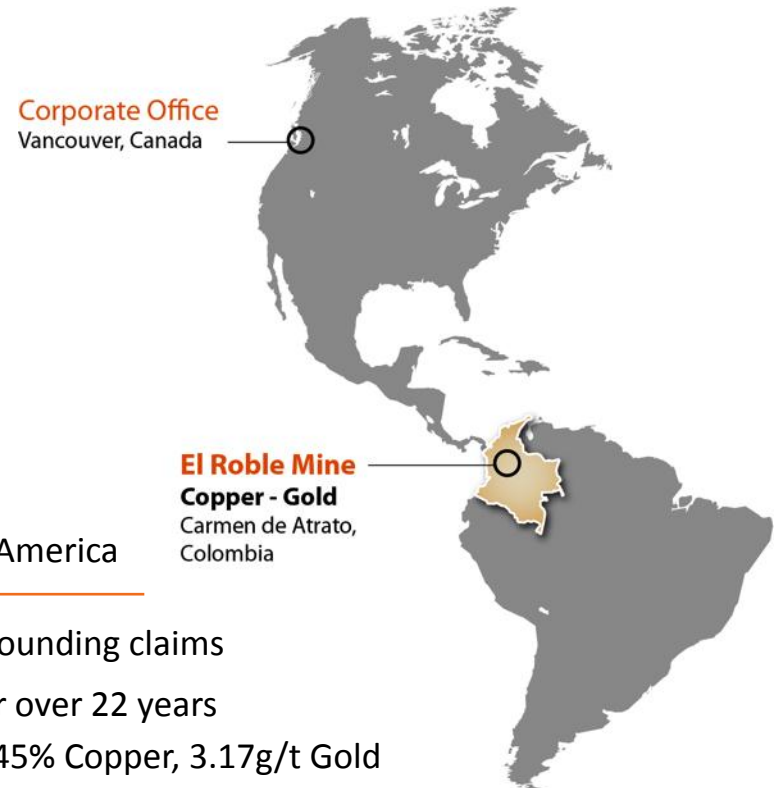 Corporate Office
Vancouver, Canada
El Roble Mine
Copper - Gold
Carmen de Atrato,
Colombia
America
ounding claims
r over 22 years
45% Copper, 3.17g/t Gold